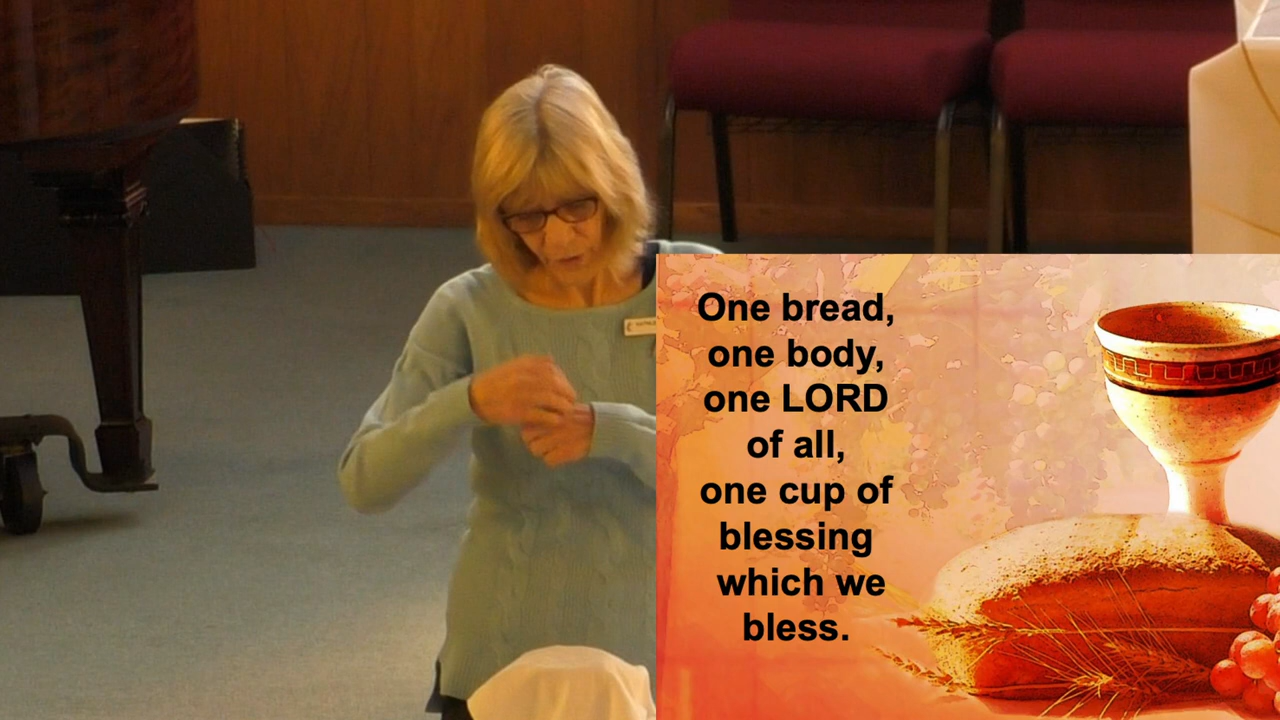 One bread,
one body,
one LORD
of all,
one cup of
blessing
which we
bless.